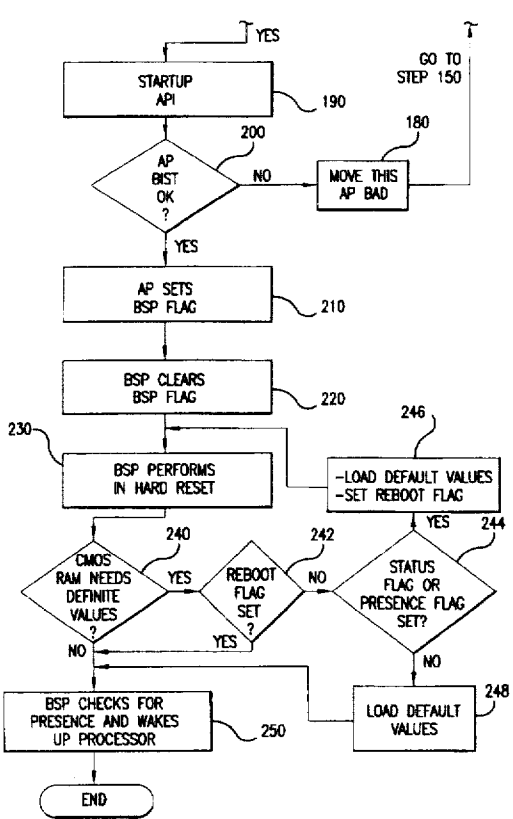 YES
GO TO
STEP 150
STARTUP
API
190
200
180
AP
BIST
OK
?
NO
MOVE THIS
AP BAD
YES
AP SETS
BSP FLAG
210
BSP CLEARS
BSP FLAG
220
246
230
BSP PERFORMS
IN HARD RESET
-LOAD DEFAULT VALUES
-SET REBOOT FLAG
240
242
YES
244
CMOS
RAM NEEDS
DEFINITE
VALUES
?
YES
REBOOT
FLAG
SET
?
NO
STATUS
FLAG OR
PRESENCE FLAG
SET?
NO
YES
NO
BSP CHECKS FOR
PRESENCE AND WAKES
UP PROCESSOR
250
LOAD DEFAULT
VALUES
248
END